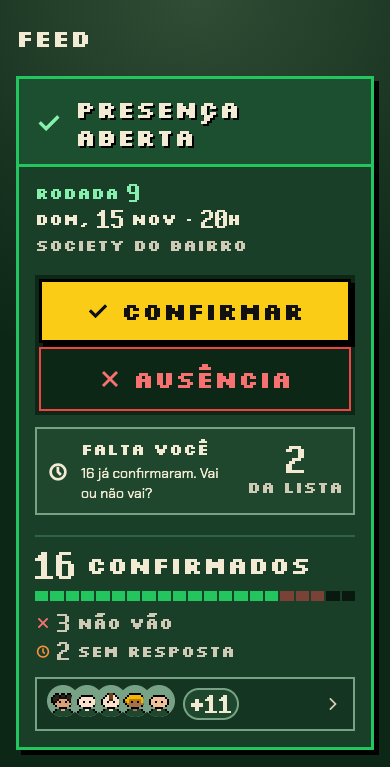 FEED
PRESENÇA
ABERTA
RODADA 9
DOM, 15 NOV · 20H
SOCIETY DO BAIRRO
CONFIRMAR
AUSÊNCIA
FALTA VOCÊ
16 já confirmaram. Vai
ou não vai?
2
DA LISTA
16 CONFIRMADOS
3 NÃO VÃO
2 SEM RESPOSTA
+11